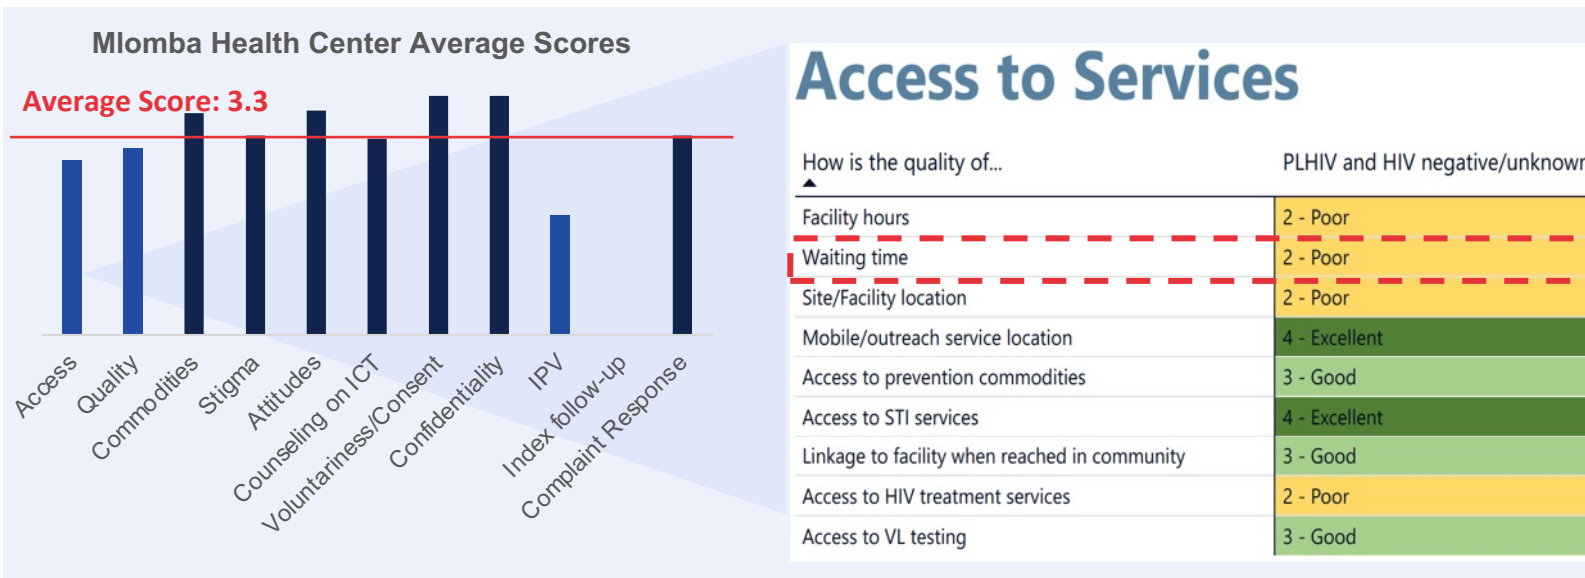 Mlomba Health Center Average Scores
Average Score: 3.3
Access
Quality
Commodities
Stigma
Attitudes
Counseling on ICT
Voluntariness/Consent
Confidentiality
IPV
Index follow-up
Complaint Response
Access to Services
How is the quality of... PLHIV and HIV negative/unknown
Facility hours 2 - Poor
Waiting time 2 - Poor
Site/Facility location 2 - Poor
Mobile/outreach service location 4 - Excellent
Access to prevention commodities 3 - Good
Access to STI services 4 - Excellent
Linkage to facility when reached in community 3 - Good
Access to HIV treatment services 2 - Poor
Access to VL testing 3 - Good